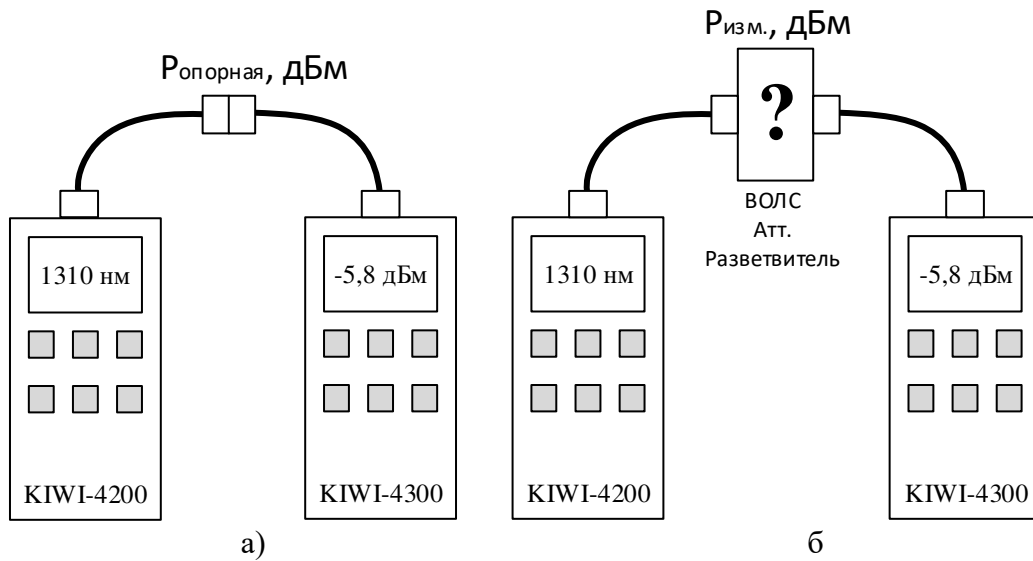 Pопорная, дБм
1310 нм
-5,8 дБм
KIWI-4200
KIWI-4300
а)
Pизм., дБм
?
ВОЛС
Атт.
Разветвитель
1310 нм
-5,8 дБм
KIWI-4200
KIWI-4300
б